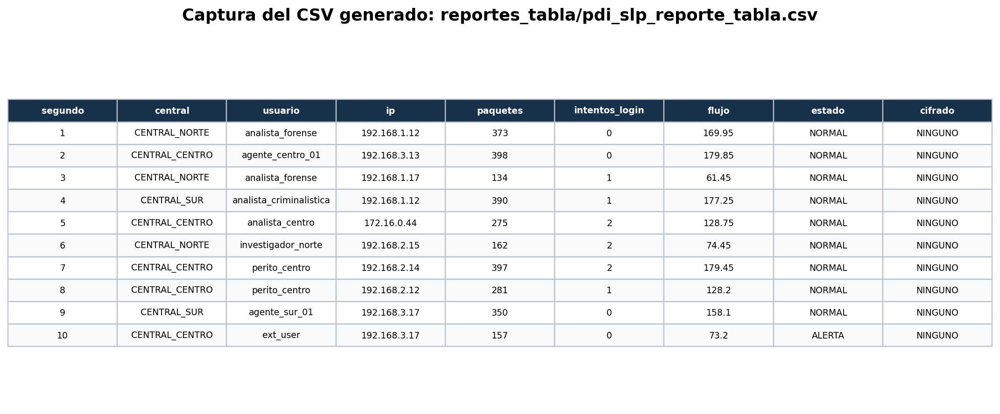 Captura del CSV generado: reportes_tabla/pdi_slp_reporte_tabla.csv
segundo central usuario ip paquetes intentos_login flujo estado cifrado
1 CENTRAL_NORTE analista_forense 192.168.1.12 373 0 169.95 NORMAL NINGUNO
2 CENTRAL_CENTRO agente_centro_01 192.168.3.13 398 0 179.85 NORMAL NINGUNO
3 CENTRAL_NORTE analista_forense 192.168.1.17 134 1 61.45 NORMAL NINGUNO
4 CENTRAL_SUR analista_criminalistica 192.168.1.12 390 1 177.25 NORMAL NINGUNO
5 CENTRAL_CENTRO analista_centro 172.16.0.44 275 2 128.75 NORMAL NINGUNO
6 CENTRAL_NORTE investigador_norte 192.168.2.15 162 2 74.45 NORMAL NINGUNO
7 CENTRAL_CENTRO perito_centro 192.168.2.14 397 2 179.45 NORMAL NINGUNO
8 CENTRAL_CENTRO perito_centro 192.168.2.12 281 1 128.2 NORMAL NINGUNO
9 CENTRAL_SUR agente_sur_01 192.168.3.17 350 0 158.1 NORMAL NINGUNO
10 CENTRAL_CENTRO ext_user 192.168.3.17 157 0 73.2 ALERTA NINGUNO